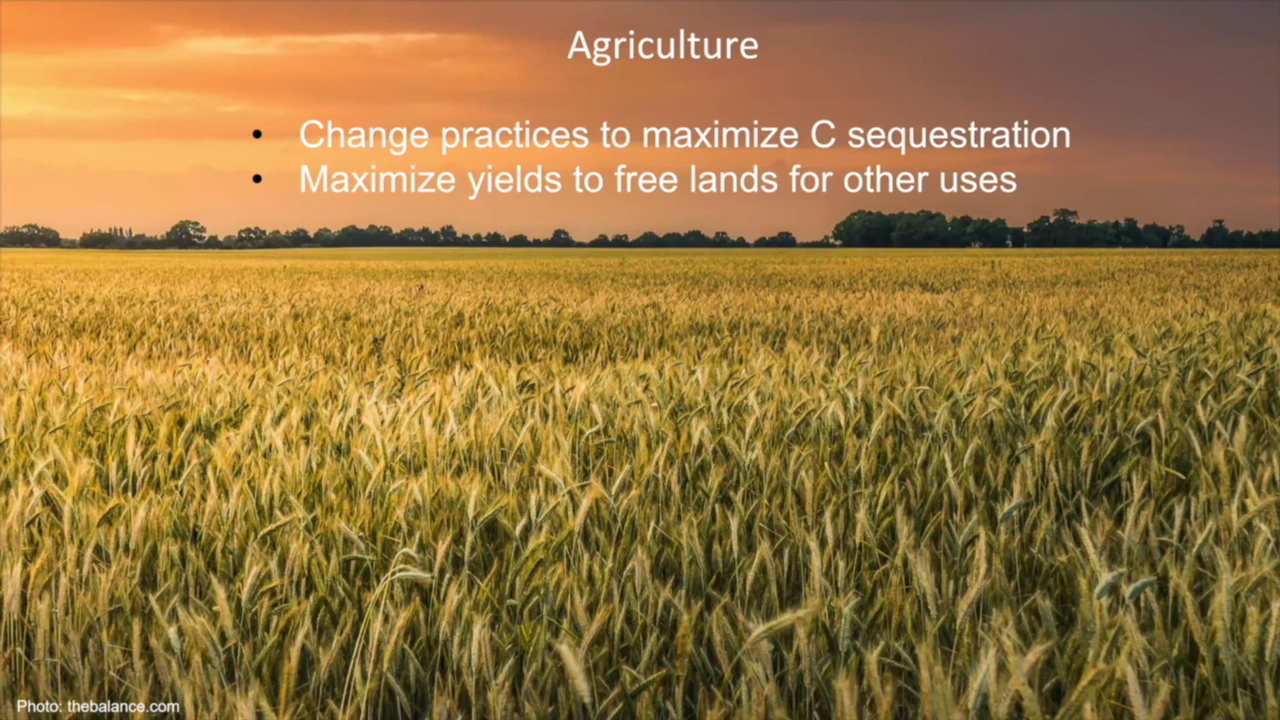 Agriculture
• Change practices to maximize C sequestration
• Maximize yields to free lands for other uses
Photo: thebalance.com